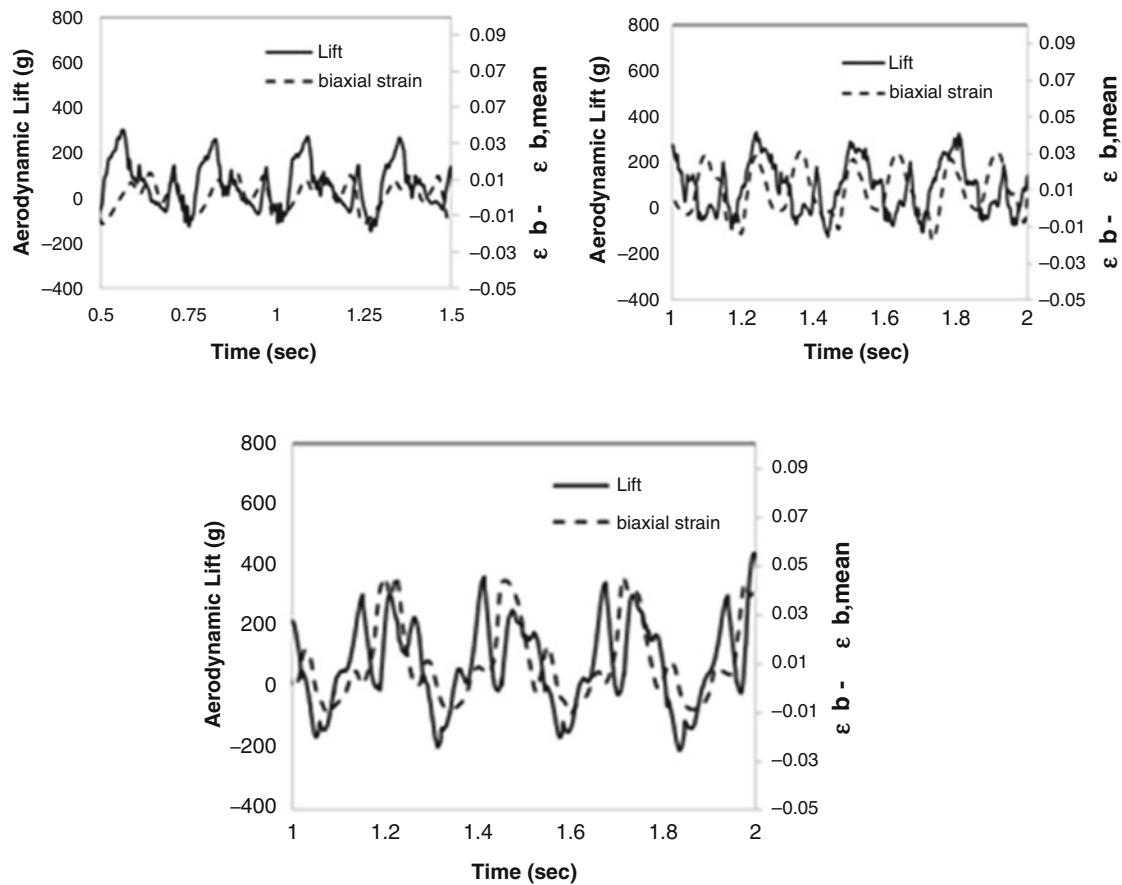 Aerodynamic Lift (g)
800
600
400
200
0
−200
−400
Lift
biaxial strain
0.09
0.07
0.05
0.03
0.01
−0.01
−0.03
−0.05
ε b - ε b,mean
0.5 0.75 1 1.25 1.5
Time (sec)
Aerodynamic Lift (g)
800
600
400
200
0
−200
−400
Lift
biaxial strain
0.09
0.07
0.05
0.03
0.01
−0.01
−0.03
−0.05
ε b - ε b,mean
1 1.2 1.4 1.6 1.8 2
Time (sec)
Aerodynamic Lift (g)
800
600
400
200
0
−200
−400
Lift
biaxial strain
0.09
0.07
0.05
0.03
0.01
−0.01
−0.03
−0.05
ε b - ε b,mean
1 1.2 1.4 1.6 1.8 2
Time (sec)